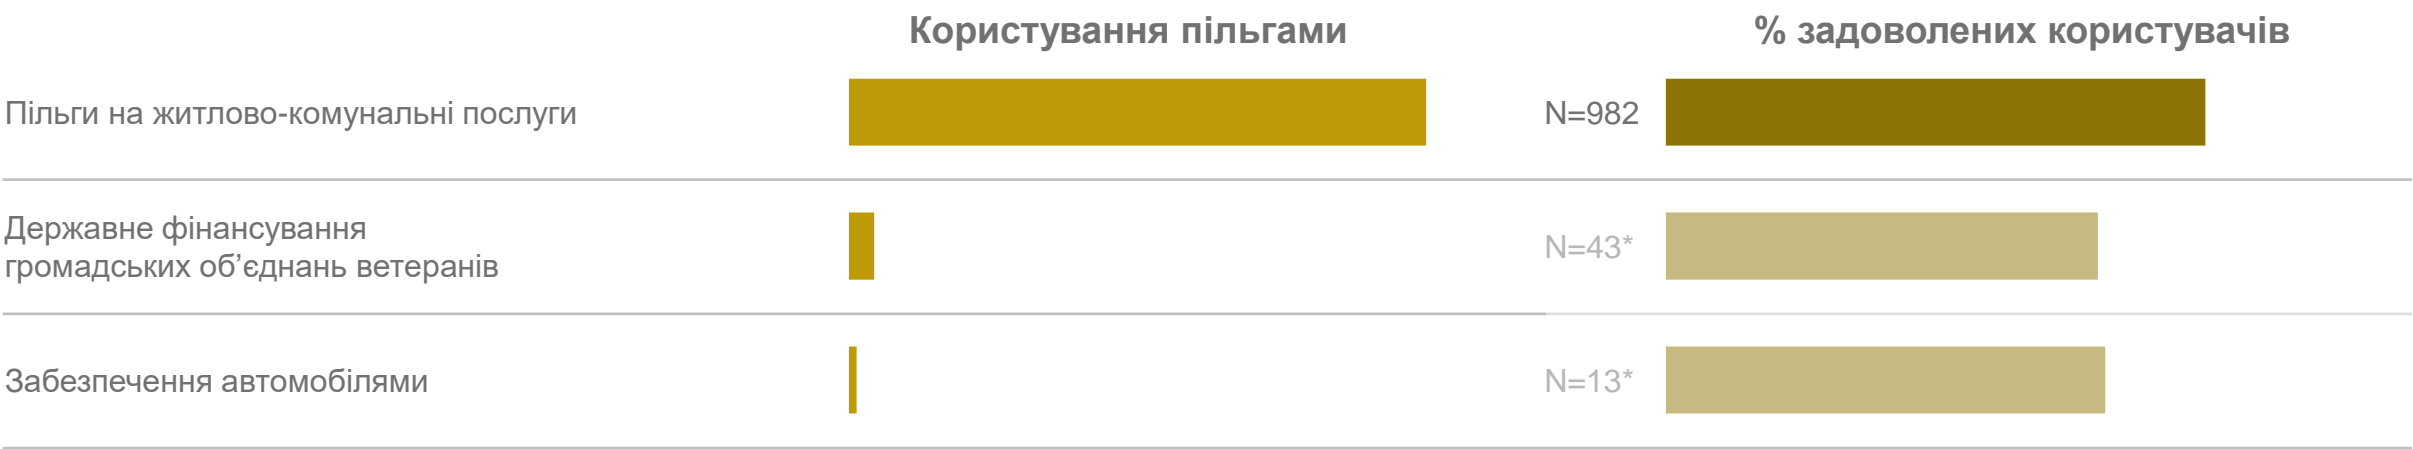 Користування пільгами
% задоволених користувачів
Пільги на житлово-комунальні послуги
N=982
Державне фінансування
громадських об’єднань ветеранів
N=43*
Забезпечення автомобілями
N=13*